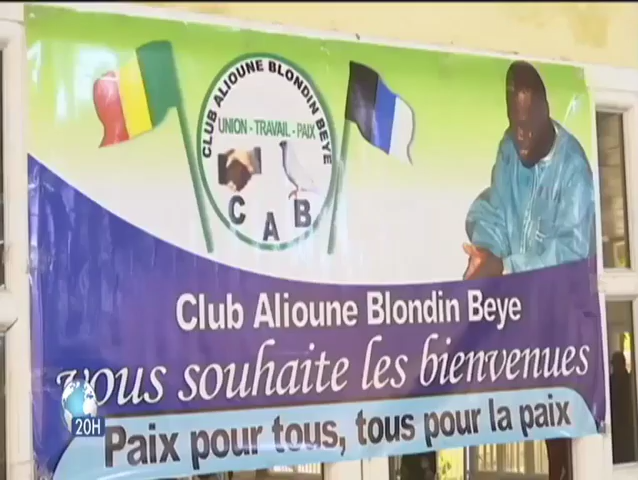 CLUB ALIOUNE BLONDIN BEYE
UNION - TRAVAIL - PAIX
C A B
Club Alioune Blondin Beye
vous souhaite les bienvenues
Paix pour tous, tous pour la paix
20H